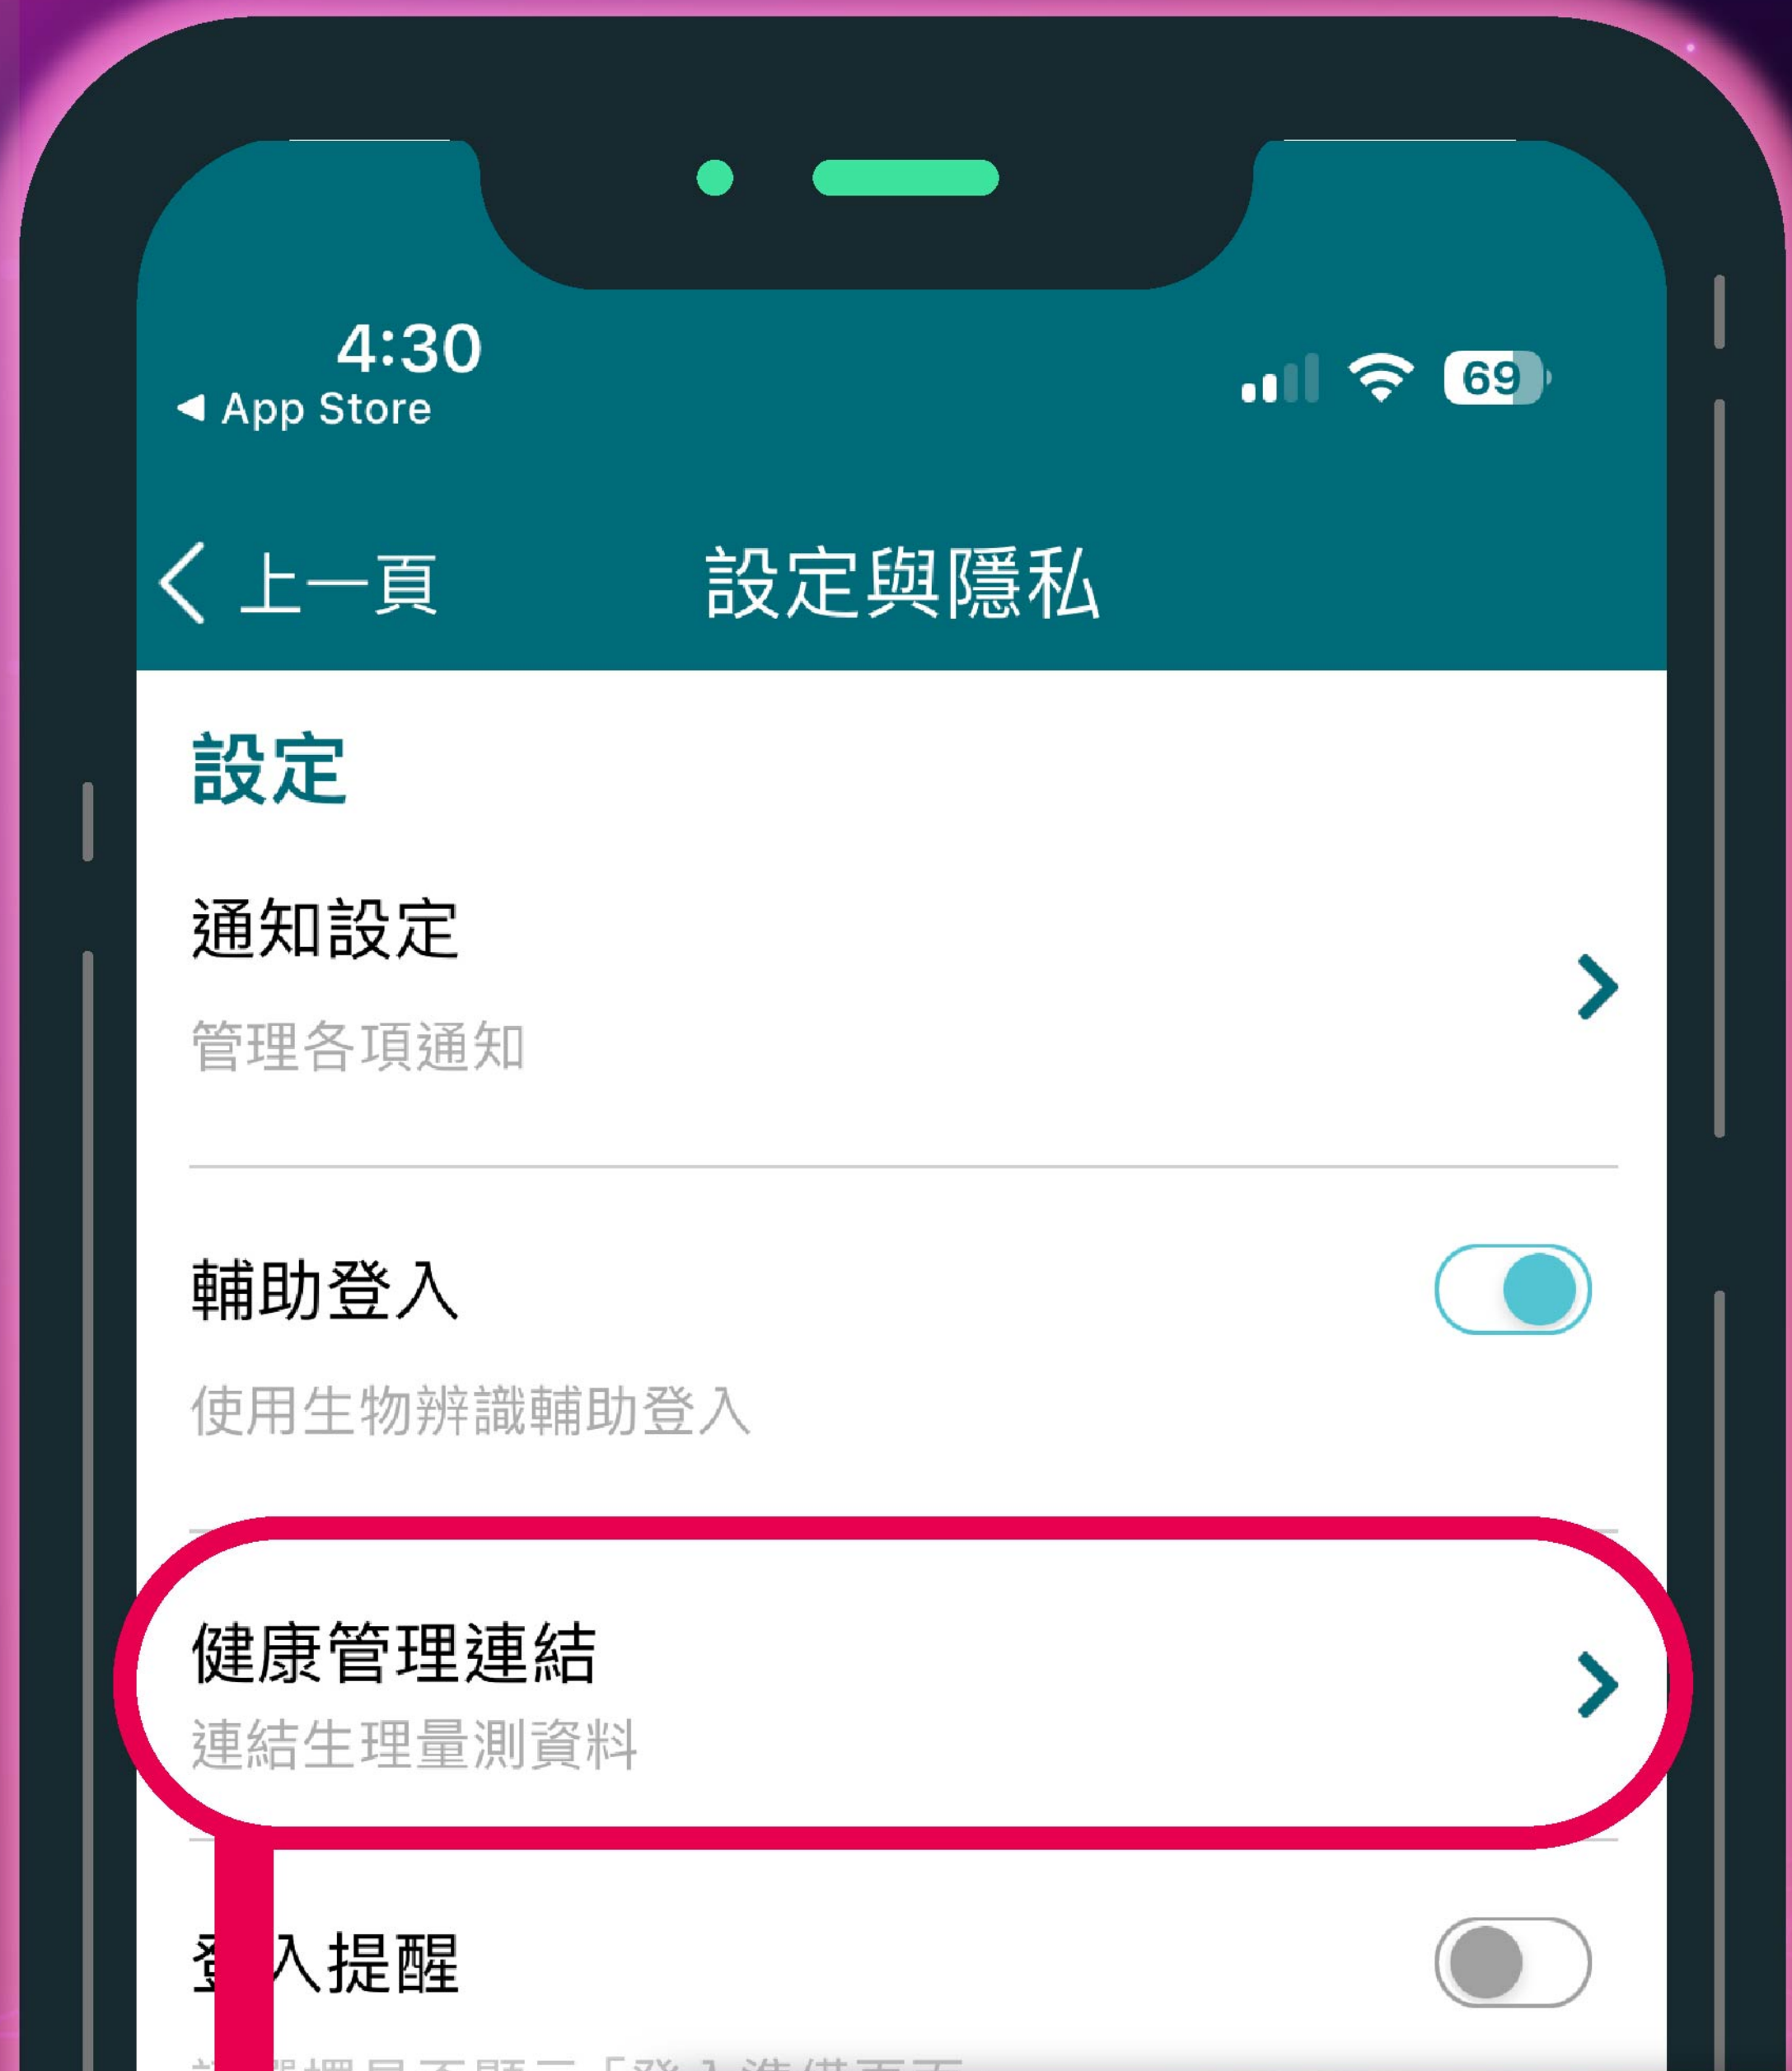 4:30
◀ App Store
69
上一頁
設定與隱私
設定
通知設定
管理各項通知
輔助登入
使用生物辨識輔助登入
健康管理連結
連結生理量測資料
入提醒